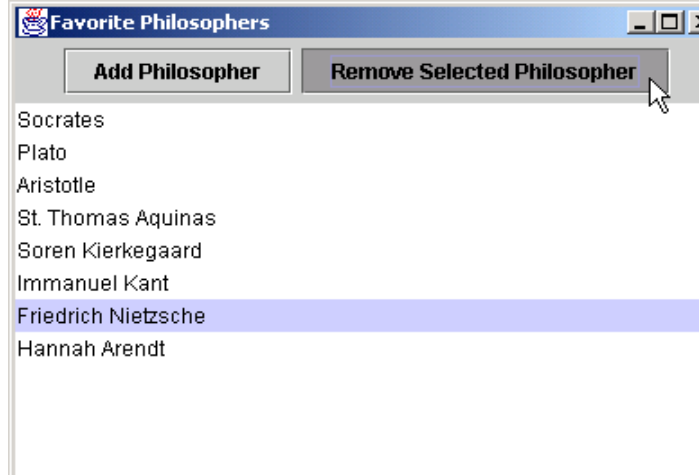 Favorite Philosophers
Add Philosopher Remove Selected Philosopher
Socrates
Plato
Aristotle
St. Thomas Aquinas
Soren Kierkegaard
Immanuel Kant
Friedrich Nietzsche
Hannah Arendt